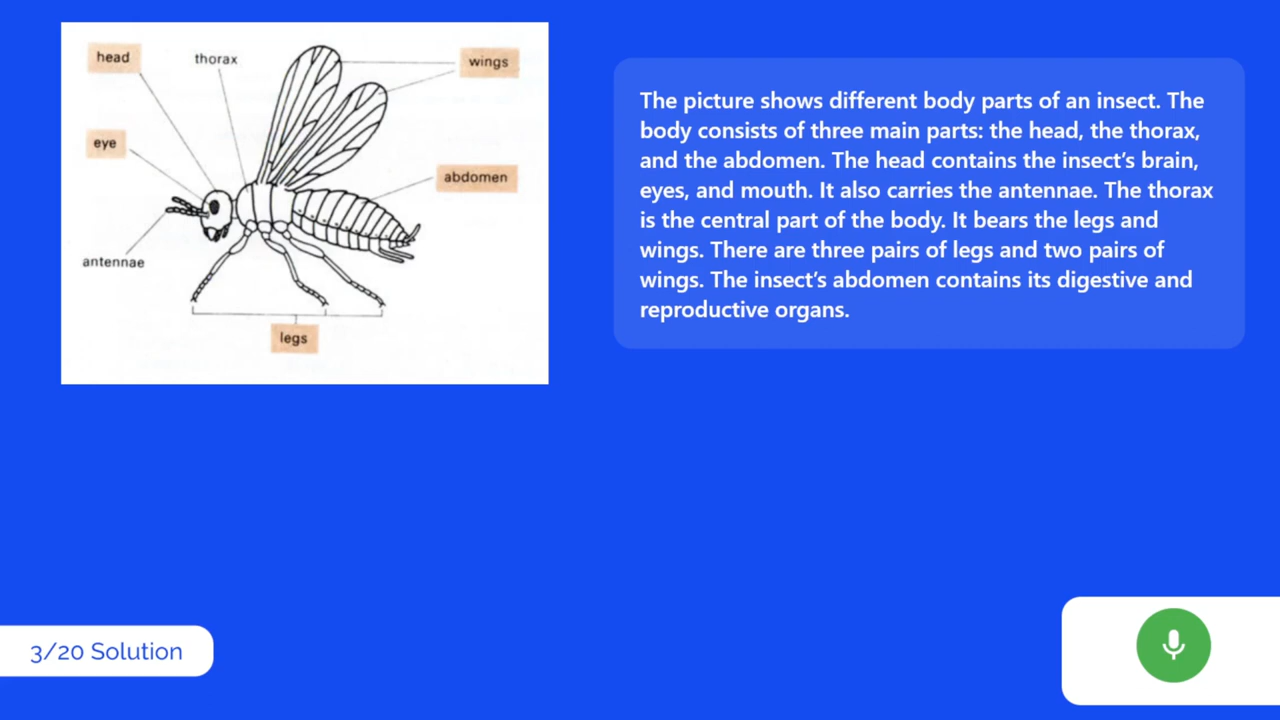 head
thorax
wings
eye
abdomen
antennae
legs
The picture shows different body parts of an insect. The
body consists of three main parts: the head, the thorax,
and the abdomen. The head contains the insect's brain,
eyes, and mouth. It also carries the antennae. The thorax
is the central part of the body. It bears the legs and
wings. There are three pairs of legs and two pairs of
wings. The insect's abdomen contains its digestive and
reproductive organs.
3/20 Solution